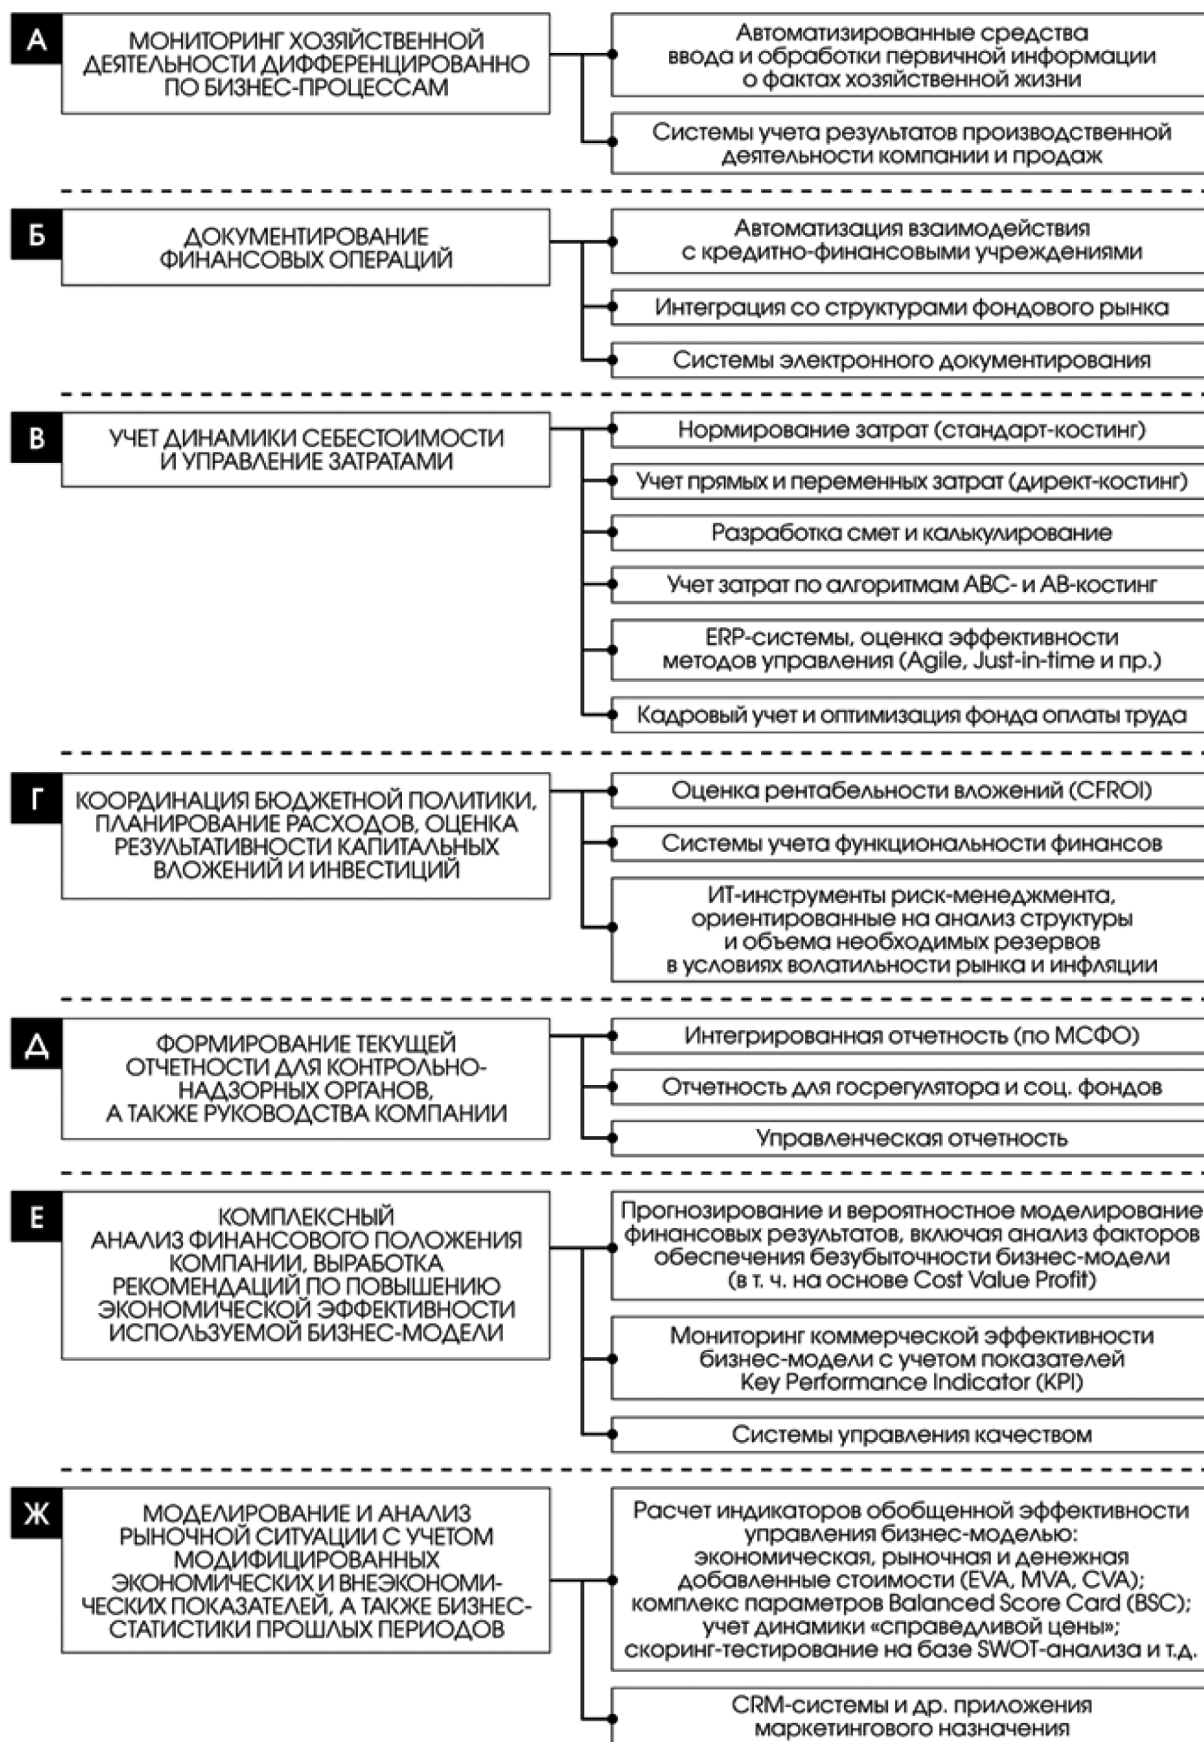 А
МОНИТОРИНГ ХОЗЯЙСТВЕННОЙ
ДЕЯТЕЛЬНОСТИ ДИФФЕРЕНЦИРОВАННО
ПО БИЗНЕС-ПРОЦЕССАМ
Автоматизированные средства
ввода и обработки первичной информации
о фактах хозяйственной жизни
Системы учета результатов производственной
деятельности компании и продаж
Б
ДОКУМЕНТИРОВАНИЕ
ФИНАНСОВЫХ ОПЕРАЦИЙ
Автоматизация взаимодействия
с кредитно-финансовыми учреждениями
Интеграция со структурами фондового рынка
Системы электронного документирования
В
УЧЕТ ДИНАМИКИ СЕБЕСТОИМОСТИ
И УПРАВЛЕНИЕ ЗАТРАТАМИ
Нормирование затрат (стандарт-костинг)
Учет прямых и переменных затрат (директ-костинг)
Разработка смет и калькулирование
Учет затрат по алгоритмам ABC- и AB-костинг
ERP-системы, оценка эффективности
методов управления (Agile, Just-in-time и пр.)
Кадровый учет и оптимизация фонда оплаты труда
Г
КООРДИНАЦИЯ БЮДЖЕТНОЙ ПОЛИТИКИ,
ПЛАНИРОВАНИЕ РАСХОДОВ, ОЦЕНКА
РЕЗУЛЬТАТИВНОСТИ КАПИТАЛЬНЫХ
ВЛОЖЕНИЙ И ИНВЕСТИЦИЙ
Оценка рентабельности вложений (CFROI)
Системы учета функциональности финансов
ИТ-инструменты риск-менеджмента,
ориентированные на анализ структуры
и объема необходимых резервов
в условиях волатильности рынка и инфляции
Д
ФОРМИРОВАНИЕ ТЕКУЩЕЙ
ОТЧЕТНОСТИ ДЛЯ КОНТРОЛЬНО-
НАДЗОРНЫХ ОРГАНОВ,
А ТАКЖЕ РУКОВОДСТВА КОМПАНИИ
Интегрированная отчетность (по МСФО)
Отчетность для госрегулятора и соц. фондов
Управленческая отчетность
Е
КОМПЛЕКСНЫЙ
АНАЛИЗ ФИНАНСОВОГО ПОЛОЖЕНИЯ
КОМПАНИИ, ВЫРАБОТКА
РЕКОМЕНДАЦИЙ ПО ПОВЫШЕНИЮ
ЭКОНОМИЧЕСКОЙ ЭФФЕКТИВНОСТИ
ИСПОЛЬЗУЕМОЙ БИЗНЕС-МОДЕЛИ
Прогнозирование и вероятностное моделирование
финансовых результатов, включая анализ факторов
обеспечения безубыточности бизнес-модели
(в т. ч. на основе Cost Value Profit)
Мониторинг коммерческой эффективности
бизнес-модели с учетом показателей
Key Performance Indicator (KPI)
Системы управления качеством
Ж
МОДЕЛИРОВАНИЕ И АНАЛИЗ
РЫНОЧНОЙ СИТУАЦИИ С УЧЕТОМ
МОДИФИЦИРОВАННЫХ
ЭКОНОМИЧЕСКИХ И ВНЕЭКОНОМИ-
ЧЕСКИХ ПОКАЗАТЕЛЕЙ, А ТАКЖЕ БИЗНЕС-
СТАТИСТИКИ ПРОШЛЫХ ПЕРИОДОВ
Расчет индикаторов обобщенной эффективности
управления бизнес-моделью:
экономическая, рыночная и денежная
добавленные стоимости (EVA, MVA, CVA);
комплекс параметров Balanced Score Card (BSC);
учет динамики «справедливой цены»;
скоринг-тестирование на базе SWOT-анализа и т.д.
CRM-системы и др. приложения
маркетингового назначения